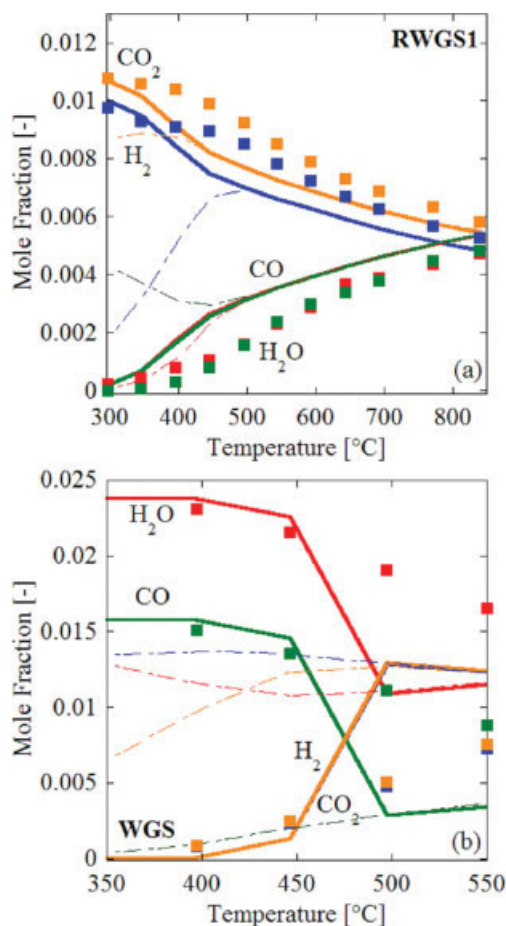 0.012
RWGS1
CO2
0.01
0.008
H2
0.006
Mole Fraction [-]
0.004
CO
0.002
H2O
0
(a)
300 400 500 600 700 800
Temperature [°C]
0.025
H2O
0.02
CO
0.015
Mole Fraction [-]
0.01
H2
0.005
CO2
WGS
(b)
0
350 400 450 500 550
Temperature [°C]